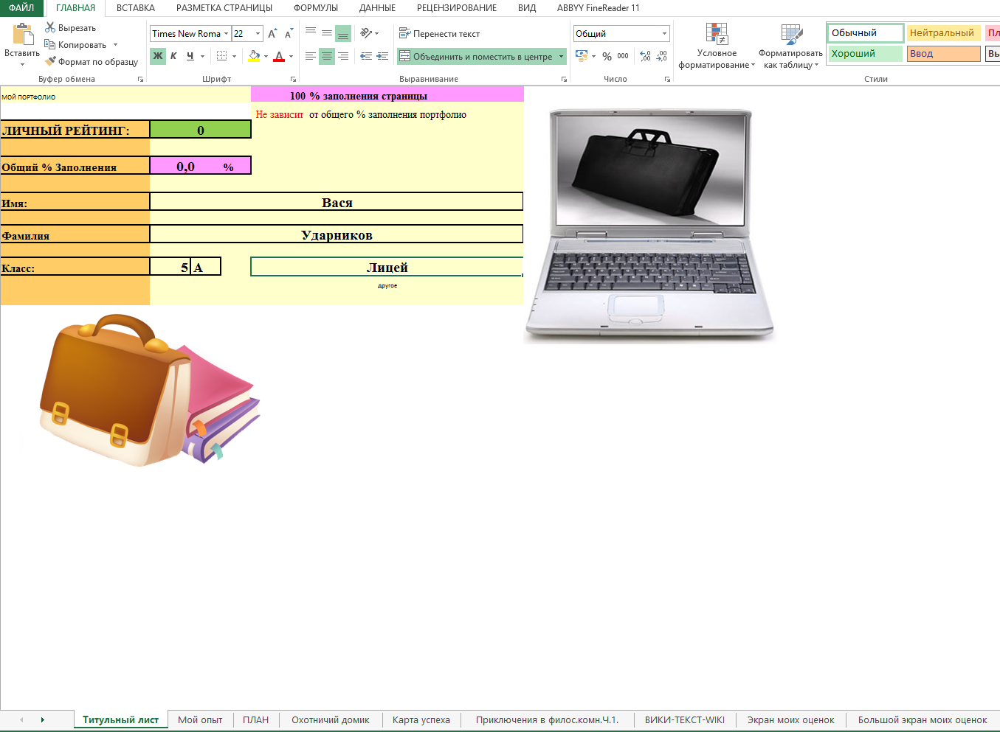 ФАЙЛ ГЛАВНАЯ ВСТАВКА РАЗМЕТКА СТРАНИЦЫ ФОРМУЛЫ ДАННЫЕ РЕЦЕНЗИРОВАНИЕ ВИД ABBYY FineReader 11
Вставить
Вырезать
Копировать
Формат по образцу
Буфер обмена
Times New Roma 22
Ж К Ч
Шрифт
Перенести текст
Объединить и поместить в центре
Выравнивание
Общий
% 000
Число
Условное форматирование
Форматировать как таблицу
Обычный Нейтральный
Хороший Ввод
Стили
МОЙ ПОРТФОЛИО
100 % заполнения страницы
Не зависит от общего % заполнения портфолио
ЛИЧНЫЙ РЕЙТИНГ: 0
Общий % Заполнения 0,0 %
Имя: Вася
Фамилия Ударников
Класс: 5 А Лицей
другое
Титульный лист Мой опыт ПЛАН Охотничий домик Карта успеха Приключения в филос.комн.Ч.1. ВИКИ-ТЕКСТ-WIKI Экран моих оценок Большой экран моих оценок